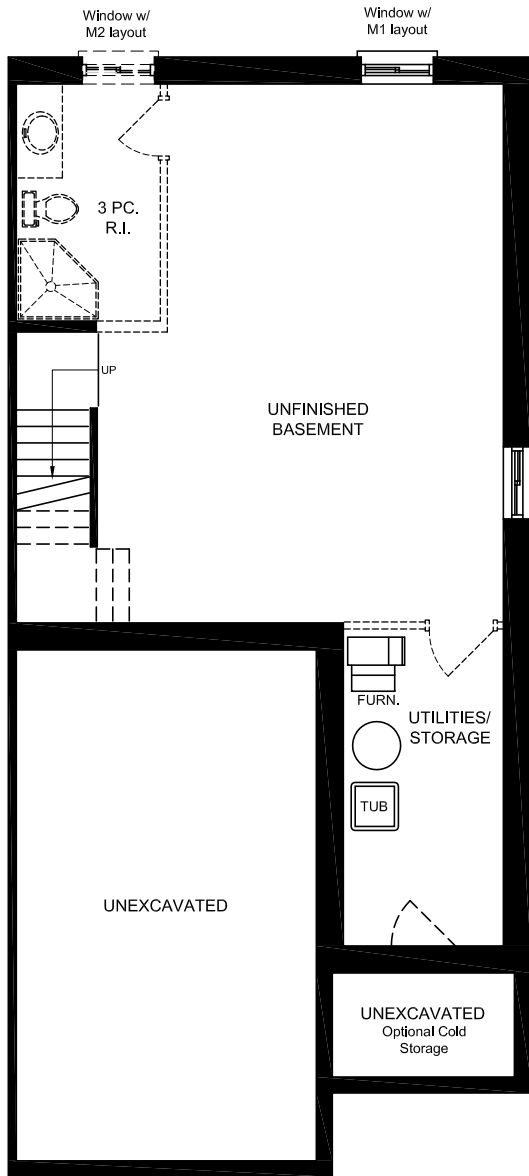 Window w/
M2 layout
Window w/
M1 layout
3 PC.
R.I.
UP
UNFINISHED
BASEMENT
FURN.
UTILITIES/
STORAGE
TUB
UNEXCAVATED
UNEXCAVATED
Optional Cold
Storage